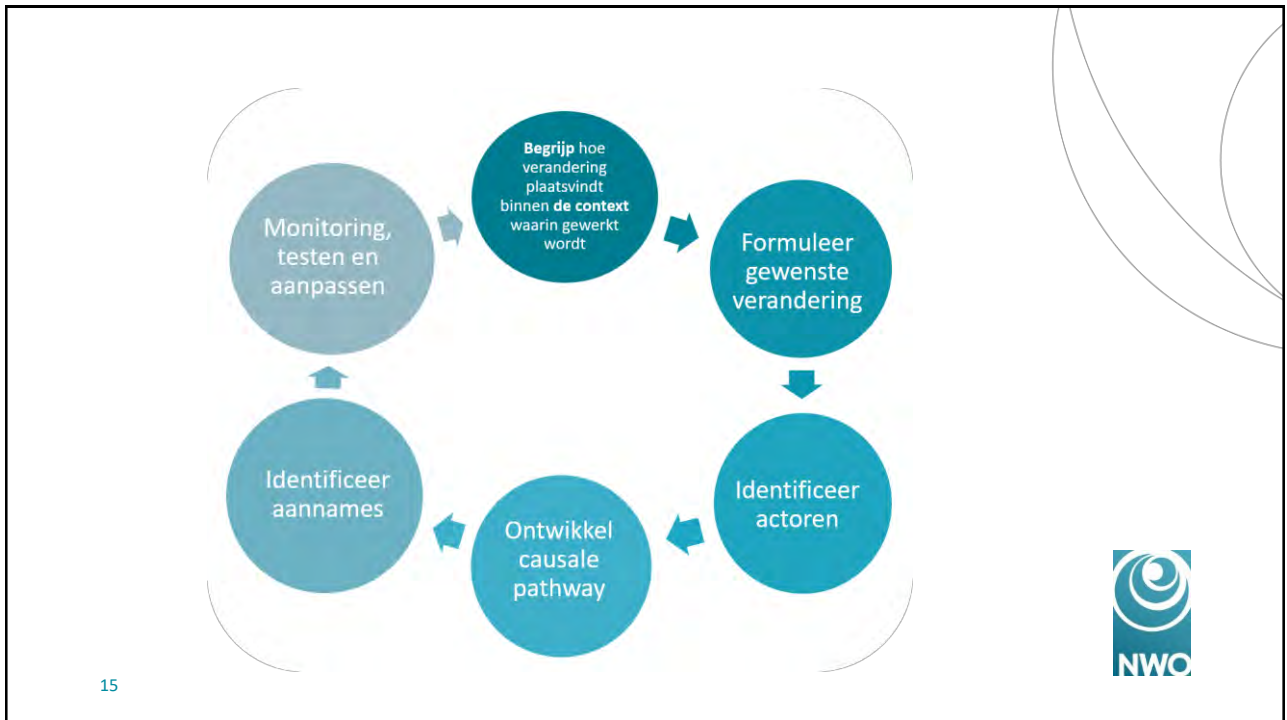 Begrijp hoe
verandering
plaatsvindt
binnen de context
waarin gewerkt
wordt
Formuleer
gewenste
verandering
Identificeer
actoren
Ontwikkel
causale
pathway
Identificeer
aannames
Monitoring,
testen en
aanpassen
NWO
15